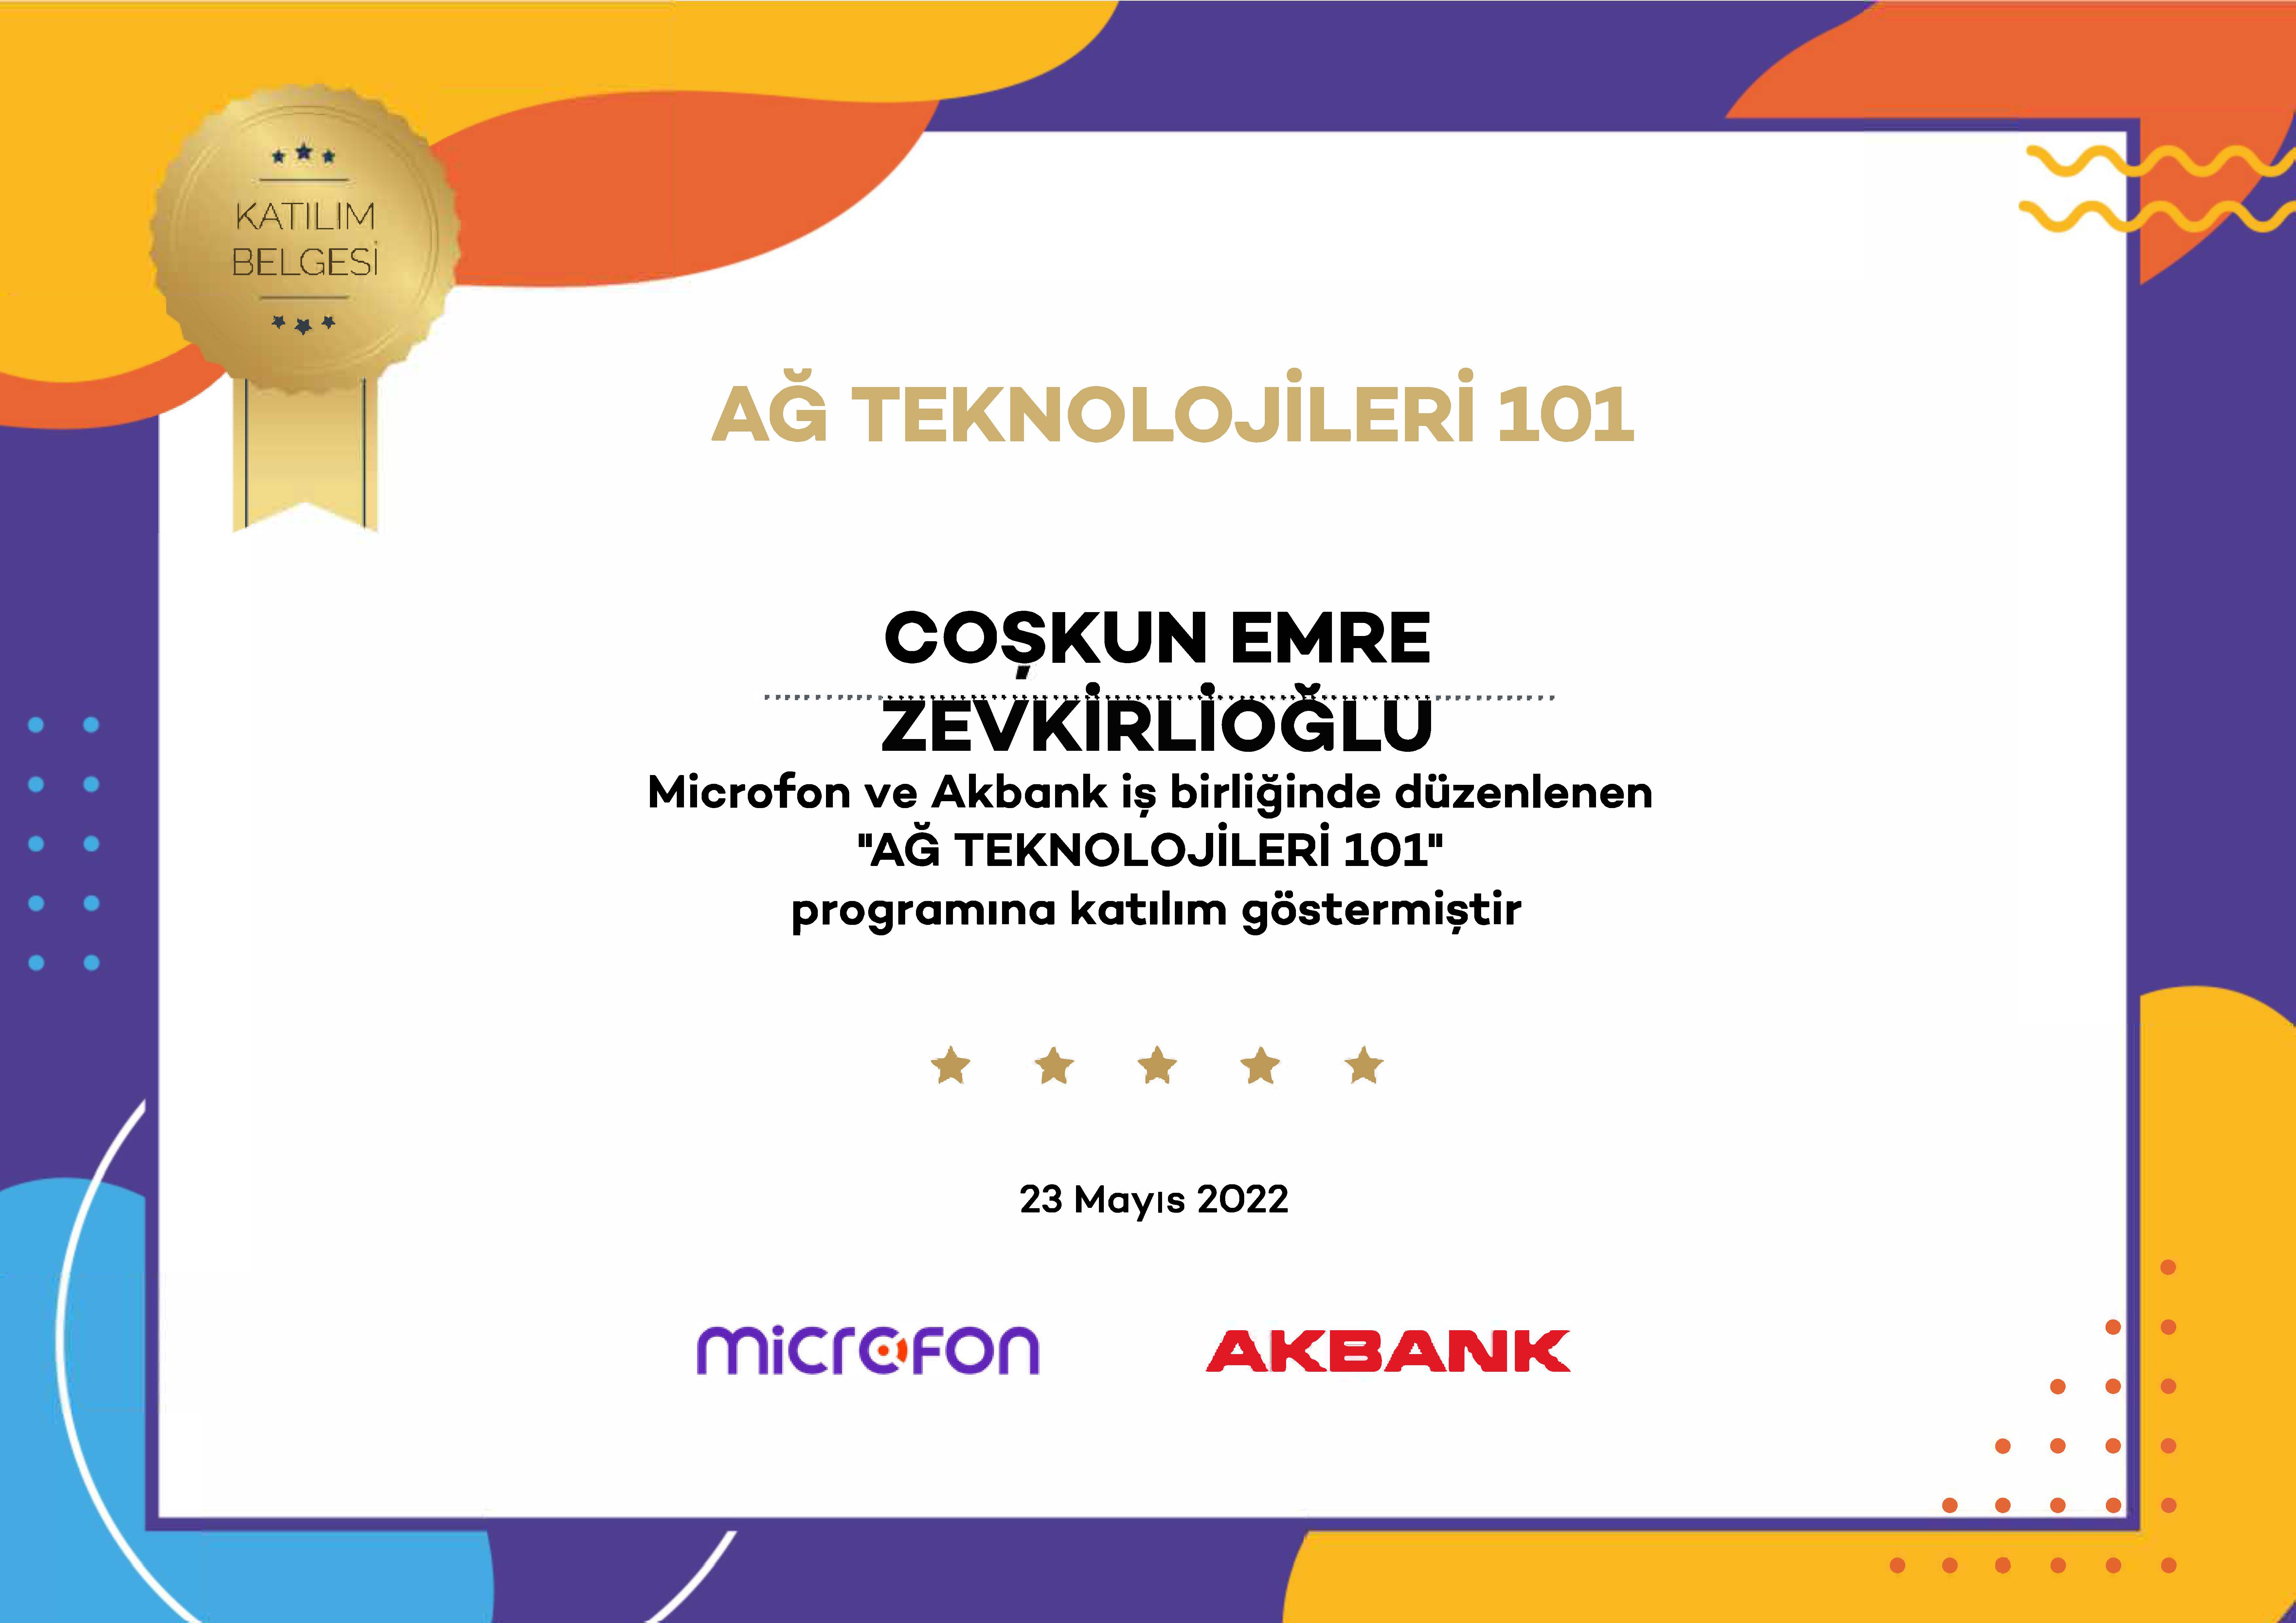 KATILIM
BELGESİ
AĞ TEKNOLOJİLERİ 101
COŞKUN EMRE
ZEVKİRLİOĞLU
Microfon ve Akbank iş birliğinde düzenlenen
"AĞ TEKNOLOJİLERİ 101"
programına katılım göstermiştir
23 Mayıs 2022
microfon
AKBANK